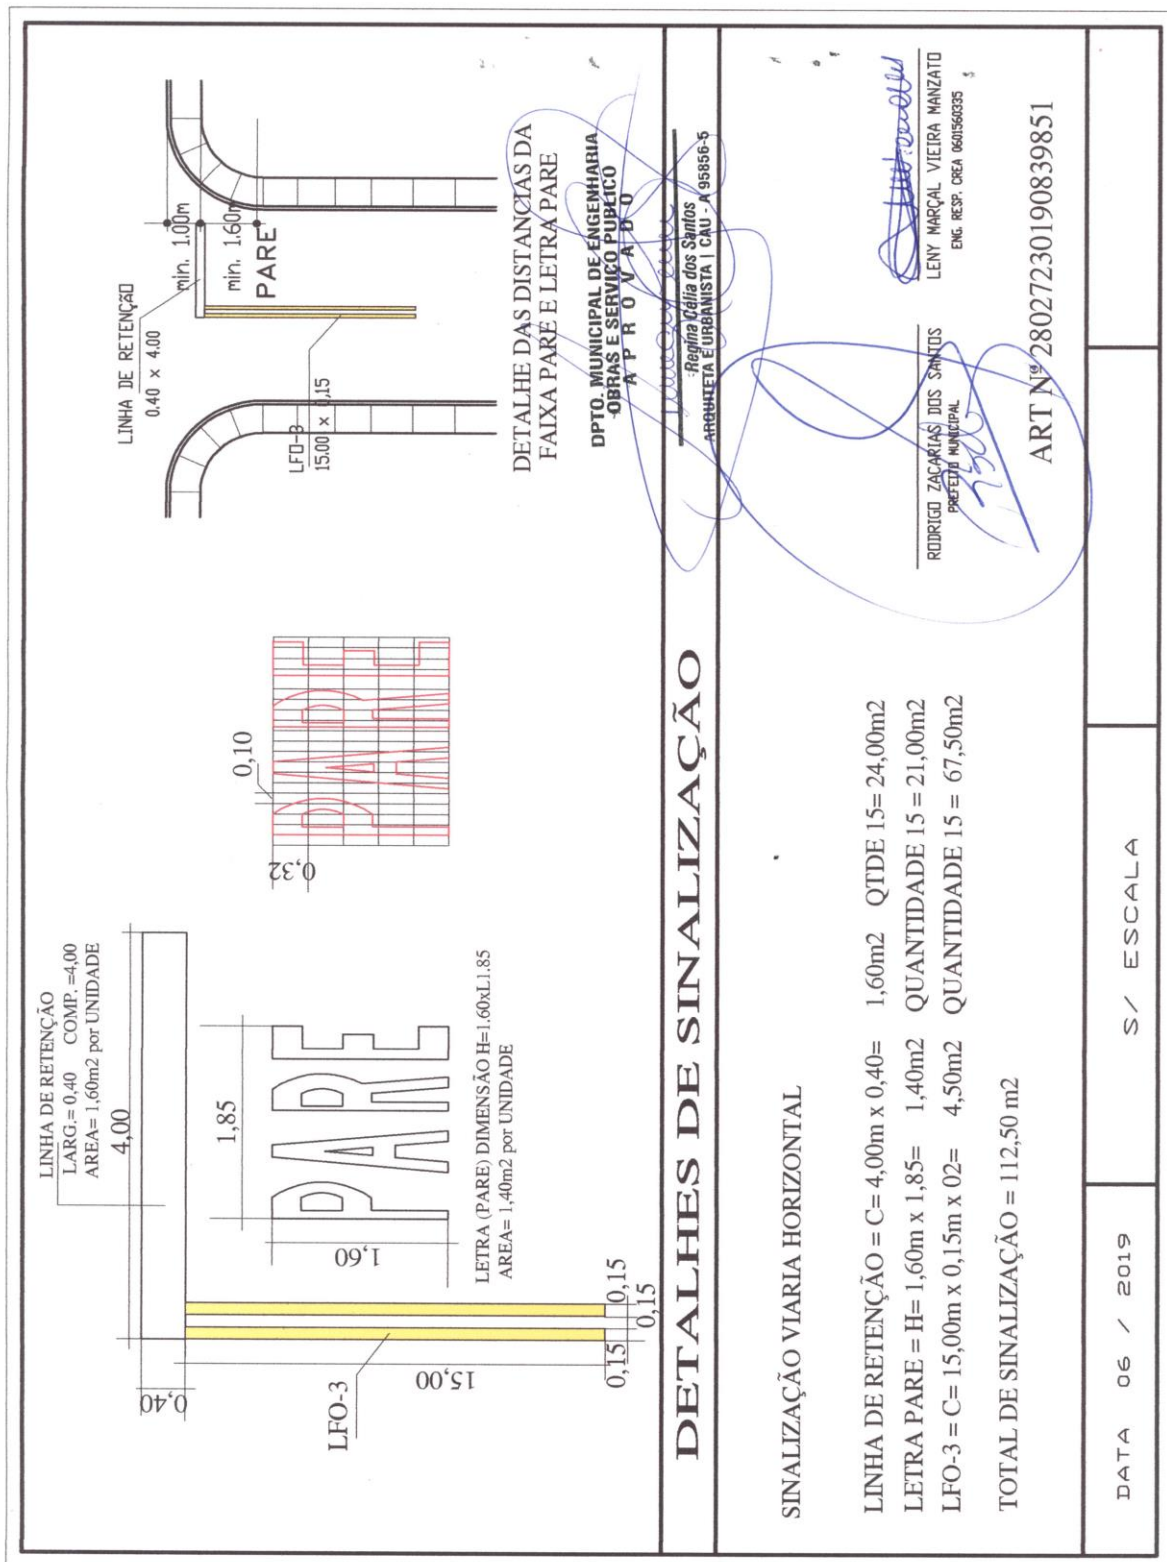 LINHA DE RETENÇÃO
LARG.= 0,40 COMP. =4,00
AREA= 1,60m2 por UNIDADE
4,00
0,40
1,85
1,60
LETRA (PARE) DIMENSÃO H=1.60xL1.85
AREA= 1,40m2 por UNIDADE
PARE
LFO-3
15,00
0,15
0,15
0,15
0,10
0,32
PARE
LINHA DE RETENÇÃO
0.40 x 4.00
min. 1.00m
min. 1.60m
PARE
LFO-3
15.00 x 0,15
DETALHE DAS DISTANCIAS DA
FAIXA PARE E LETRA PARE
DPTO. MUNICIPAL DE ENGENHARIA
OBRAS E SERVIÇO PUBLICO
A P R O V A D O
Regina Célia dos Santos
ARQUITETA E URBANISTA | CAU - A 95856-5
DETALHES DE SINALIZAÇÃO
SINALIZAÇÃO VIARIA HORIZONTAL
LINHA DE RETENÇÃO = C= 4,00m x 0,40= 1,60m2 QTDE 15= 24,00m2
LETRA PARE = H= 1,60m x 1,85= 1,40m2 QUANTIDADE 15 = 21,00m2
LFO-3 = C= 15,00m x 0,15m x 02= 4,50m2 QUANTIDADE 15 = 67,50m2
TOTAL DE SINALIZAÇÃO = 112,50 m2
RODRIGO ZACARIAS DOS SANTOS
PREFEITO MUNICIPAL
LENY MARÇAL VIEIRA MANZATO
ENG. RESP. CREA 0601560335
ART Nº 28027230190839851
DATA 06 / 2019
S/ ESCALA